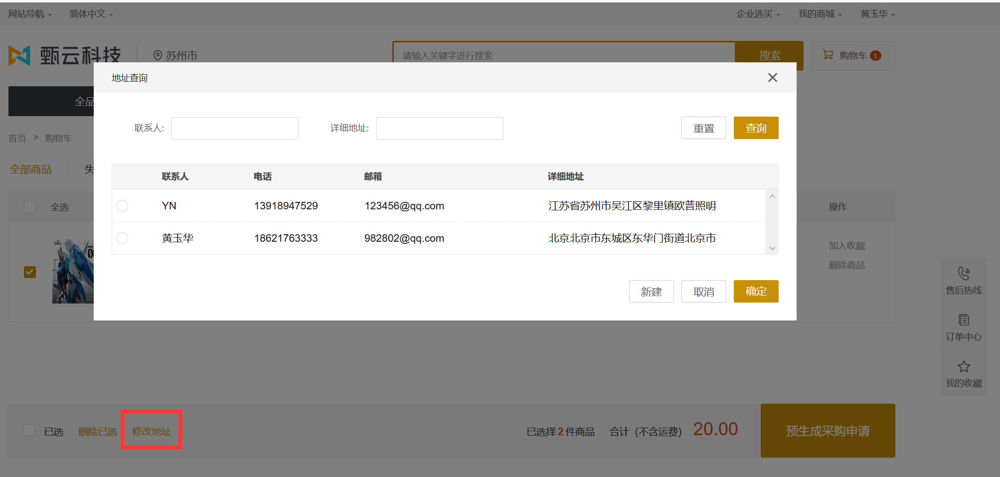 网站导航 简体中文 企业选买 我的商城 黄玉华
甄云科技 苏州市 请输入关键字进行搜索 搜索 购物车 1
地址查询
全品
联系人: 详细地址: 重置 查询
首页 > 购物车
全部商品 失
联系人 电话 邮箱 详细地址
YN 13918947529 123456@qq.com 江苏省苏州市吴江区黎里镇欧普照明
全选 操作
黄玉华 18621763333 982802@qq.com 北京北京市东城区东华门街道北京市
加入收藏
删除商品
新建 取消 确定
售后热线
订单中心
我的收藏
已选 删除已选 修改地址 已选择 2 件商品 合计（不含运费） 20.00 预生成采购申请